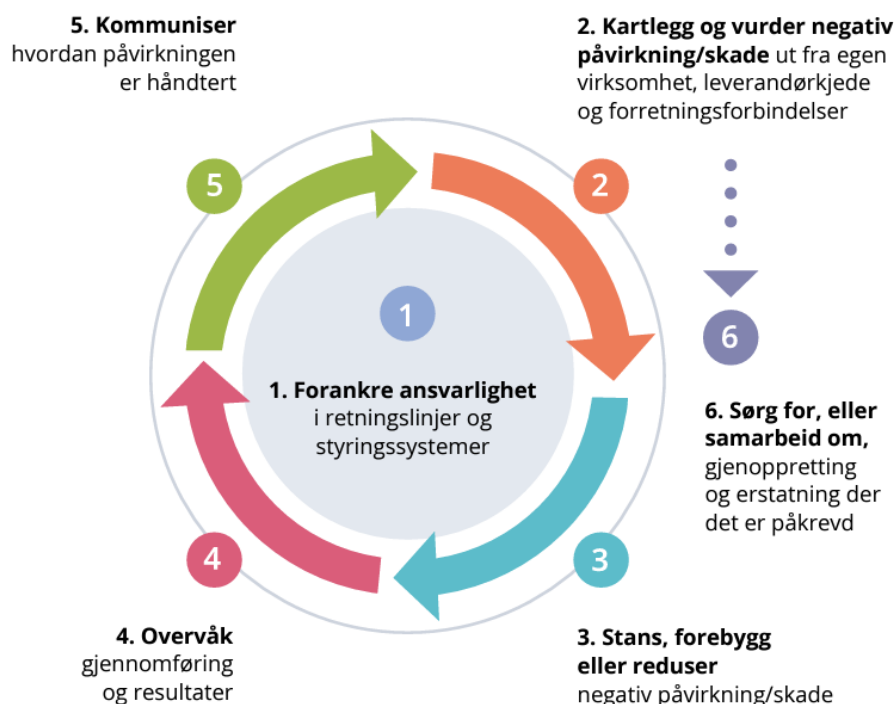 5. Kommuniser
hvordan påvirkningen
er håndtert
2. Kartlegg og vurder negativ
påvirkning/skade ut fra egen
virksomhet, leverandørkjede
og forretningsforbindelser
5
2
1
6
1. Forankre ansvarlighet
i retningslinjer og
styringssystemer
6. Sørg for, eller
samarbeid om,
gjenoppretting
og erstatning der
det er påkrevd
4
3
4. Overvåk
gjennomføring
og resultater
3. Stans, forebygg
eller reduser
negativ påvirkning/skade